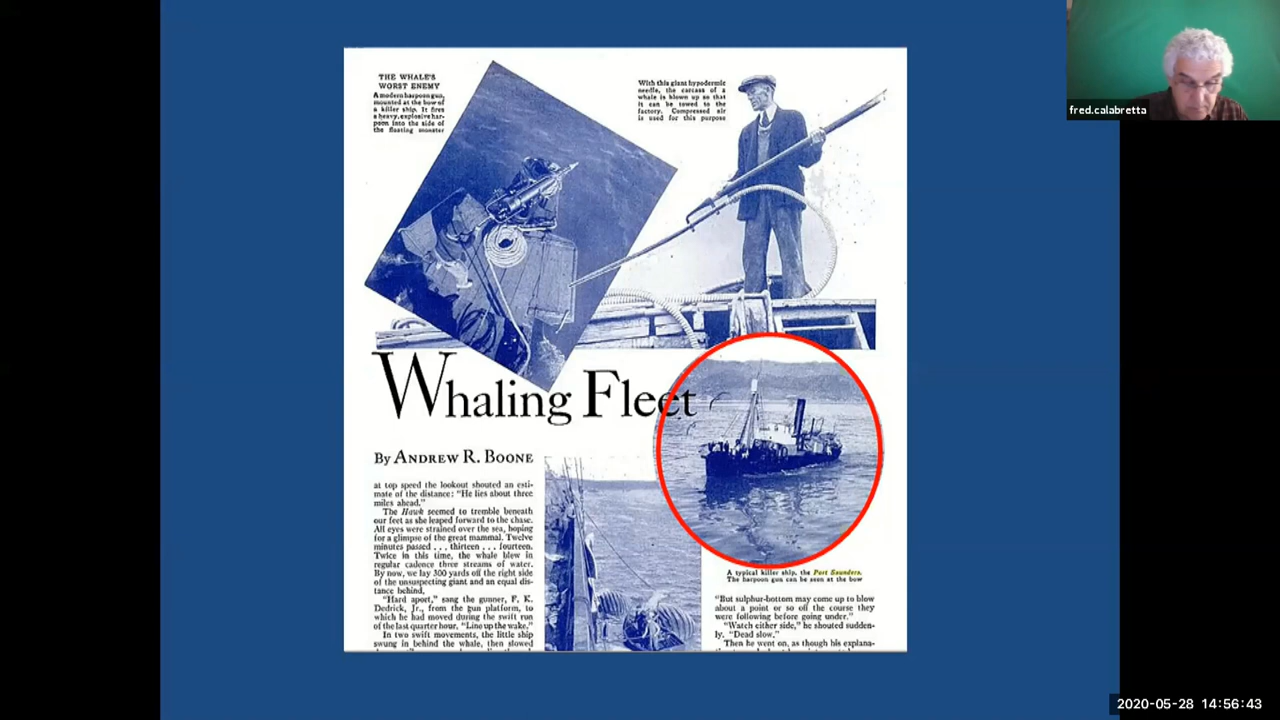 THE WHALE'S
WORST ENEMY
A modern harpoon gun,
mounted at the bow of
a killer ship. It fires
a heavy, explosive har-
poon into the side of
the floating monster
With this giant hypodermic
needle, the carcass of a
whale is blown up so that
it can be towed to the
factory. Compressed air
is used for this purpose
fred.calabretta
Whaling Fleet
By ANDREW R. BOONE
at top speed the lookout shouted an esti-
mate of the distance: "He lies about three
miles ahead."
The Hawk seemed to tremble beneath
our feet as she leaped forward to the chase.
All eyes were strained over the sea, hoping
for a glimpse of the great mammal. Twelve
minutes passed . . . thirteen . . . fourteen.
Twice in this time, the whale blew in
regular cadence three streams of water.
By now, we lay 300 yards off the right side
of the unsuspecting giant and an equal dis-
tance behind,
"Hard aport," sang the gunner, F. K.
Dedrick, Jr., from the gun platform, to
which he had moved during the swift run
of the last quarter hour. "Line up the wake."
In two swift movements, the little ship
swung in behind the whale, then slowed
A typical killer ship, the Port Saunders.
The harpoon gun can be seen at the bow
"But sulphur-bottom may come up to blow
about a point or so off the course they
were following before going under."
"Watch either side," he shouted sudden-
ly. "Dead slow."
Then he went on, as though his explana-
2020-05-28 14:56:43